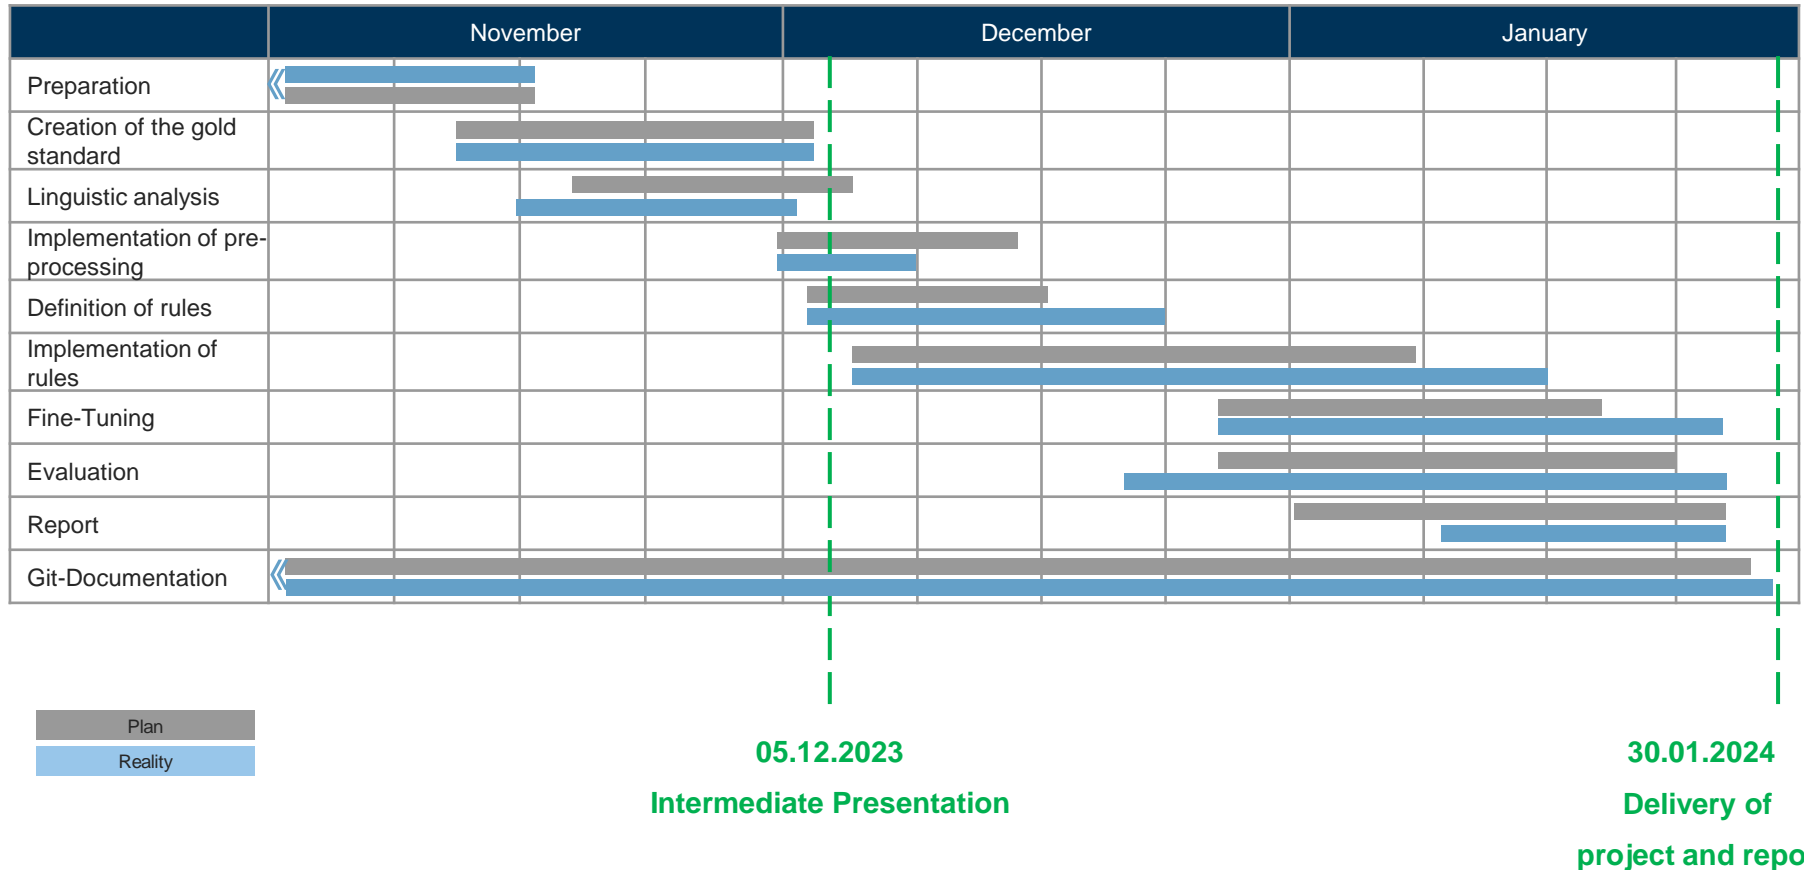 November December January
Preparation
Creation of the gold
standard
Linguistic analysis
Implementation of pre-
processing
Definition of rules
Implementation of
rules
Fine-Tuning
Evaluation
Report
Git-Documentation
Plan
Reality
05.12.2023
Intermediate Presentation
30.01.2024
Delivery of
project and repo